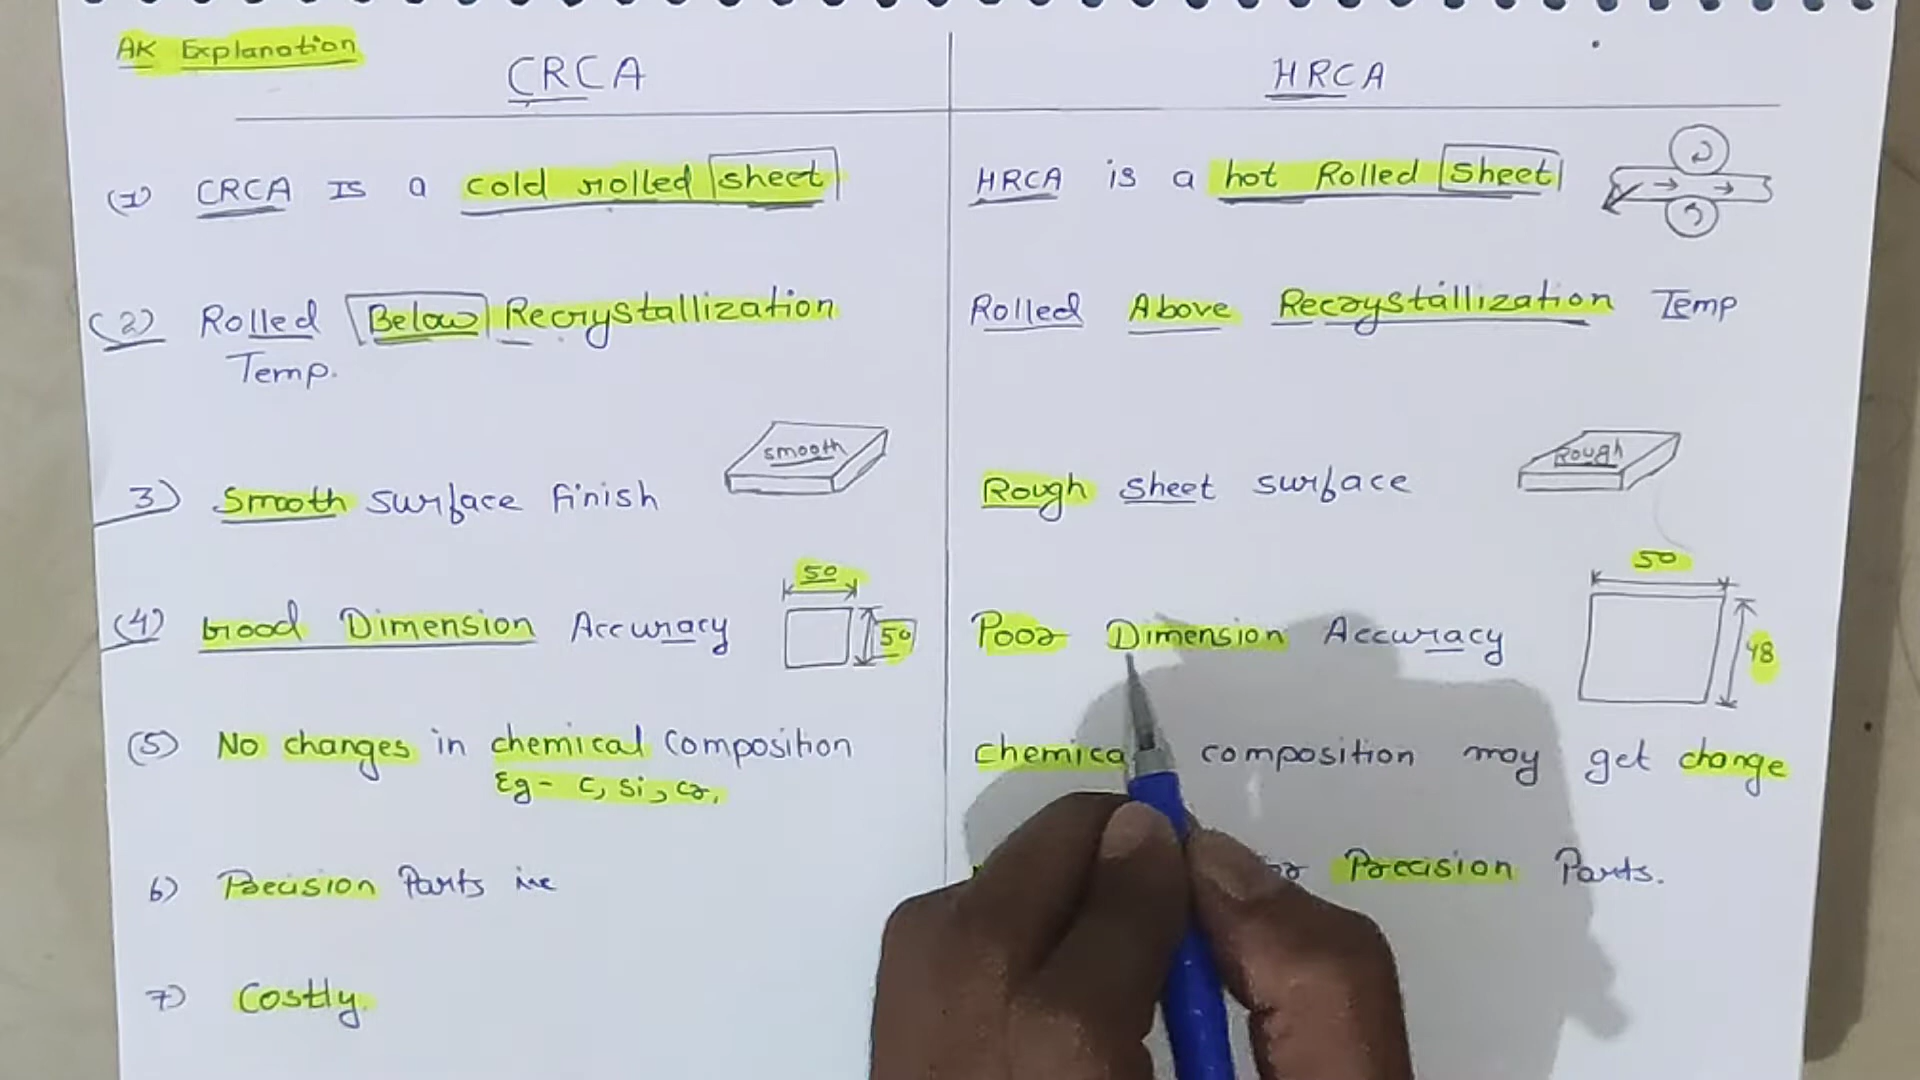 AK Explanation
CRCA
HRCA
(1) CRCA IS a cold rolled sheet
HRCA is a hot Rolled Sheet
(2) Rolled Below Recrystallization
Temp.
Rolled Above Recrystallization Temp
smooth
3) Smooth surface finish
Rough
Rough sheet surface
50
50
(4) Good Dimension Accuracy
50
Poor Dimension Accuracy
48
(5) No changes in chemical composition
Eg- C, Si, Cr,
chemica composition may get change
6) Precision Parts
Precision Parts.
7) Costly.